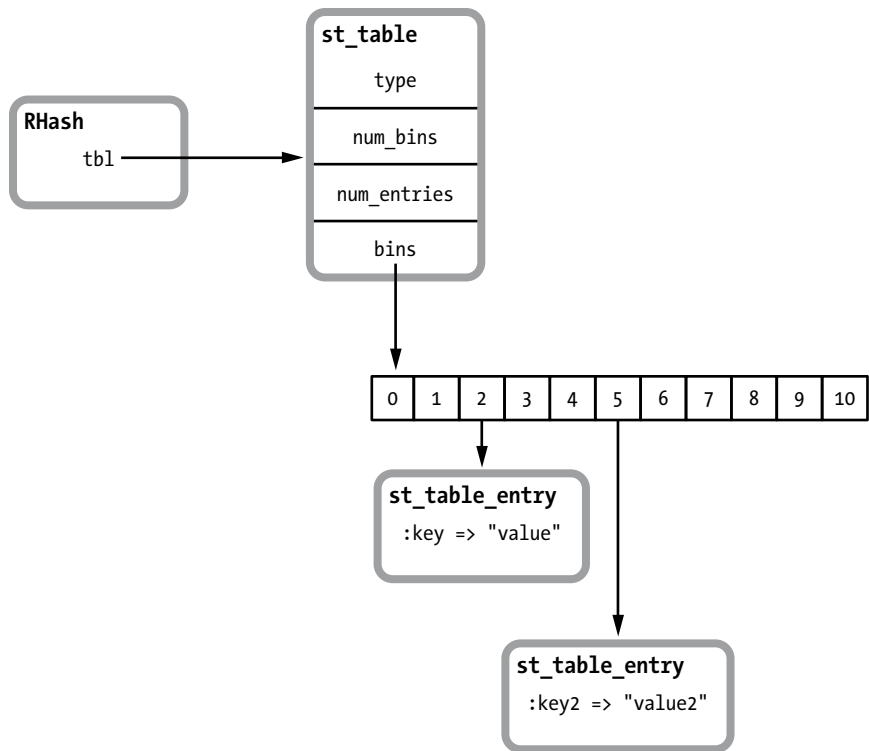 st_table
type
RHash
num_bins
tbl
num_entries
bins
0 1 2 3 4 5 6 7 8 9 10
st_table_entry
:key => "value"
st_table_entry
:key2 => "value2"